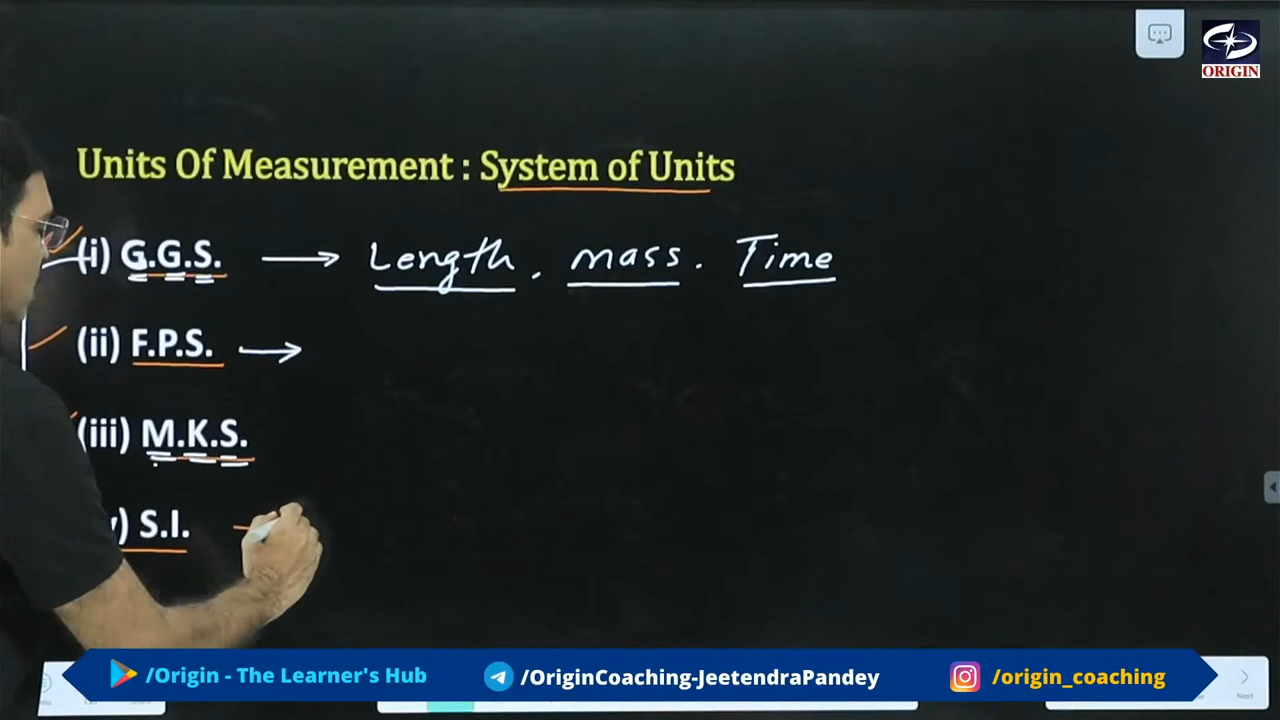 ORIGIN
Units Of Measurement : System of Units
(i) G.G.S. → Length. mass. Time
(ii) F.P.S. →
(iii) M.K.S.
) S.I.
/Origin - The Learner's Hub
/OriginCoaching-JeetendraPandey
/origin_coaching
Next